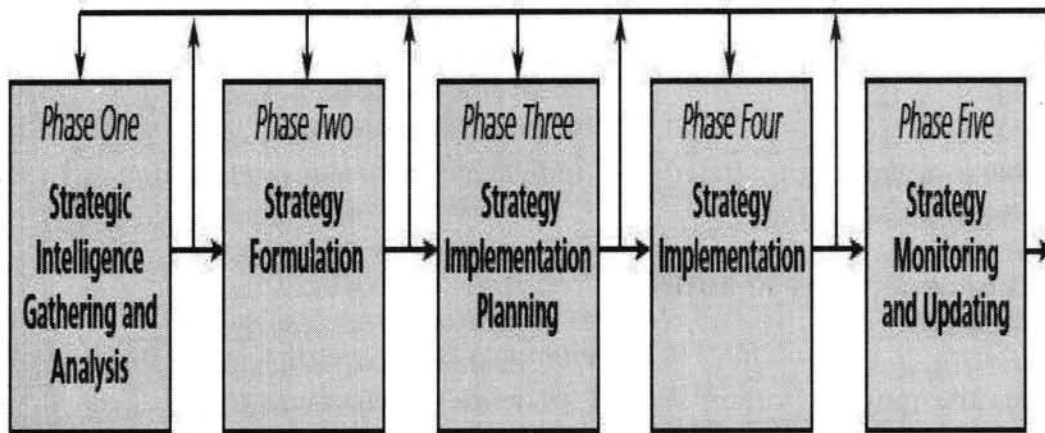 Phase One
Strategic
Intelligence
Gathering and
Analysis
Phase Two
Strategy
Formulation
Phase Three
Strategy
Implementation
Planning
Phase Four
Strategy
Implementation
Phase Five
Strategy
Monitoring
and Updating